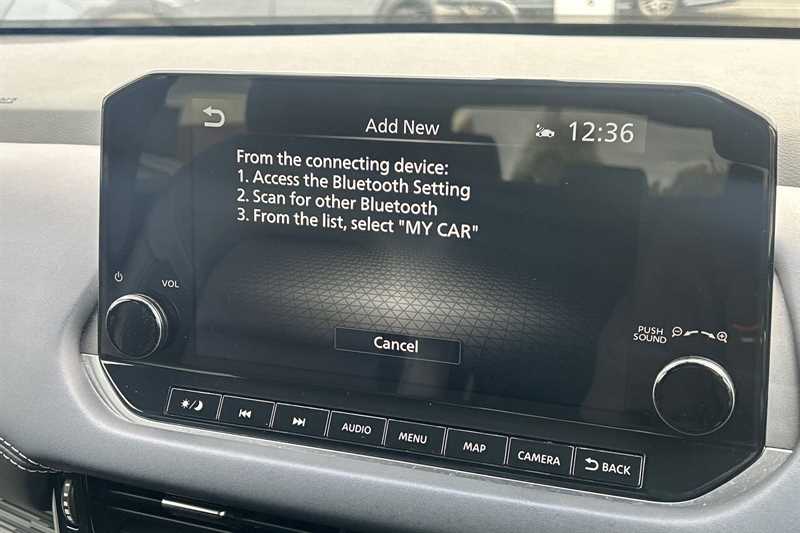 Add New
12:36
From the connecting device:
1. Access the Bluetooth Setting
2. Scan for other Bluetooth
3. From the list, select "MY CAR"
VOL
PUSH
SOUND
Cancel
AUDIO
MENU
MAP
CAMERA
BACK